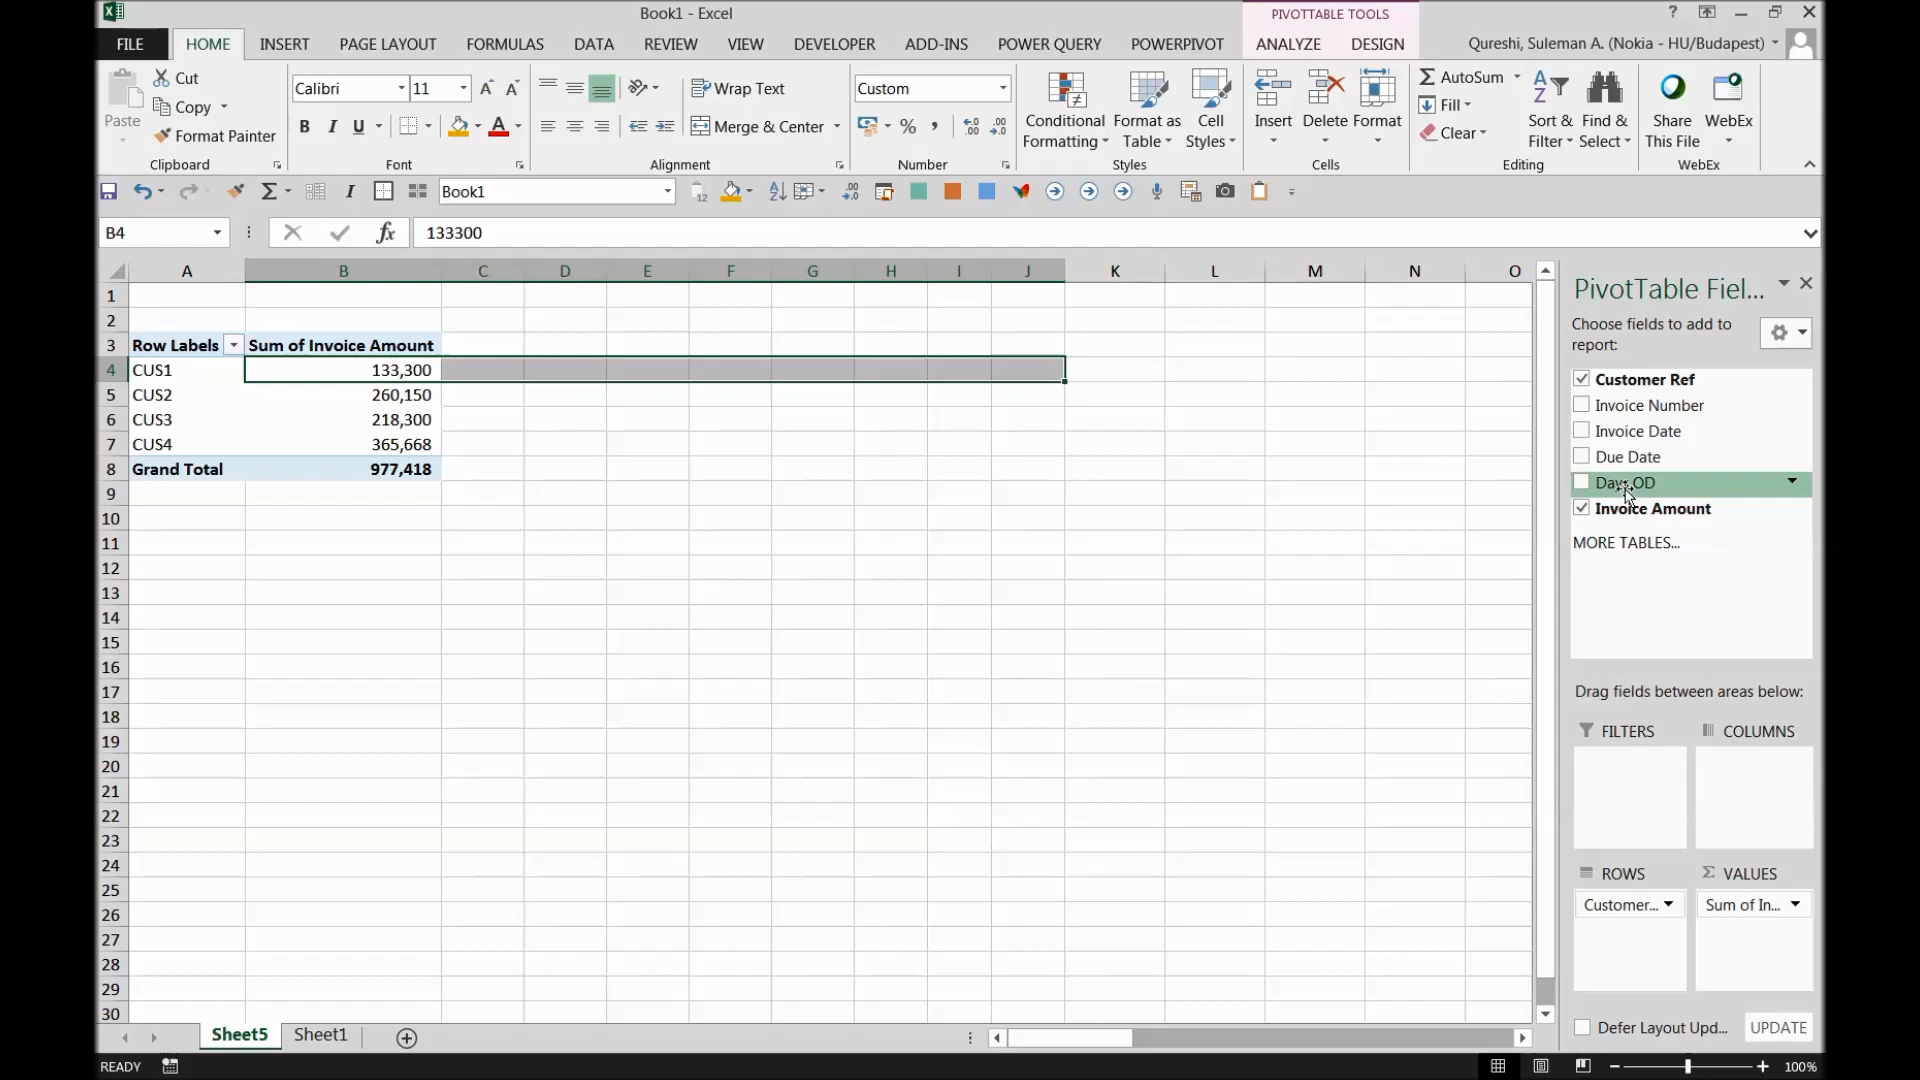 Book1 - Excel
PIVOTTABLE TOOLS
?
FILE HOME INSERT PAGE LAYOUT FORMULAS DATA REVIEW VIEW DEVELOPER ADD-INS POWER QUERY POWERPIVOT ANALYZE DESIGN Qureshi, Suleman A. (Nokia - HU/Budapest)
Paste
Cut
Copy
Format Painter
Clipboard
Calibri 11
B I U
Font
Wrap Text
Merge & Center
Alignment
Custom
%
Number
Conditional Formatting
Format as Table
Cell Styles
Styles
Insert Delete Format
Cells
AutoSum
Fill
Clear
Sort & Filter
Find & Select
Editing
Share This File
WebEx
WebEx
Book1
B4 fx 133300
A B C D E F G H I J K L M N O
1
2
3 Row Labels Sum of Invoice Amount
4 CUS1 133,300
5 CUS2 260,150
6 CUS3 218,300
7 CUS4 365,668
8 Grand Total 977,418
9
10
11
12
13
14
15
16
17
18
19
20
21
22
23
24
25
26
27
28
29
30
PivotTable Fiel...
Choose fields to add to
report:
Customer Ref
Invoice Number
Invoice Date
Due Date
Invoice Amount
MORE TABLES...
Drag fields between areas below:
FILTERS COLUMNS
ROWS Σ VALUES
Customer... Sum of In...
Defer Layout Upd... UPDATE
Sheet5 Sheet1
READY 100%